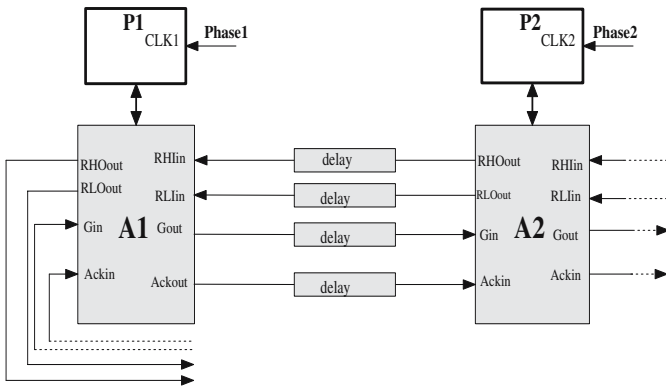 P1
CLK1
Phase1
P2
CLK2
Phase2
RHOout
RHIin
delay
RHOout
RHIin
RLOout
RLIin
delay
RLOout
RLIin
Gin
A1
Gout
delay
Gin
A2
Gout
Ackin
Ackout
delay
Ackin
Ackin